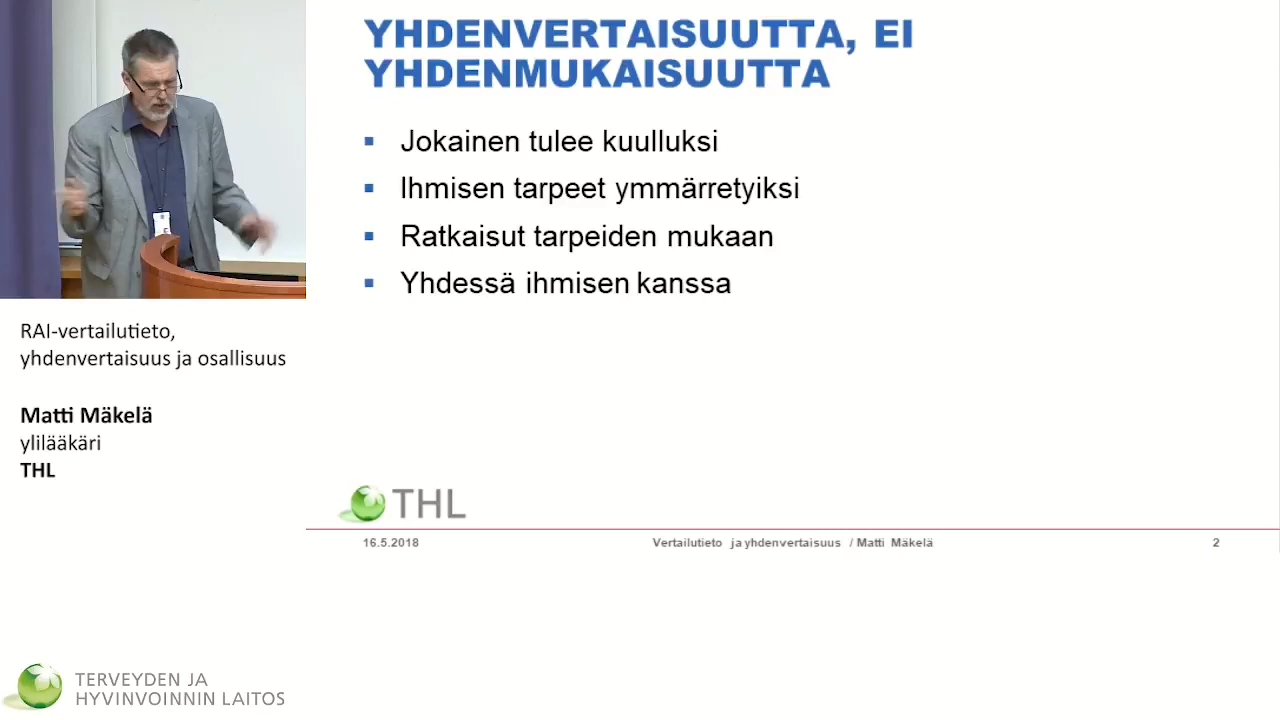 YHDENVERTAISUUTTA, EI
YHDENMUKAISUUTTA
▪ Jokainen tulee kuulluksi
▪ Ihmisen tarpeet ymmärretyiksi
▪ Ratkaisut tarpeiden mukaan
▪ Yhdessä ihmisen kanssa
RAI-vertailutieto,
yhdenvertaisuus ja osallisuus
Matti Mäkelä
ylilääkäri
THL
THL
16.5.2018 Vertailutieto ja yhdenvertaisuus / Matti Mäkelä 2
TERVEYDEN JA
HYVINVOINNIN LAITOS